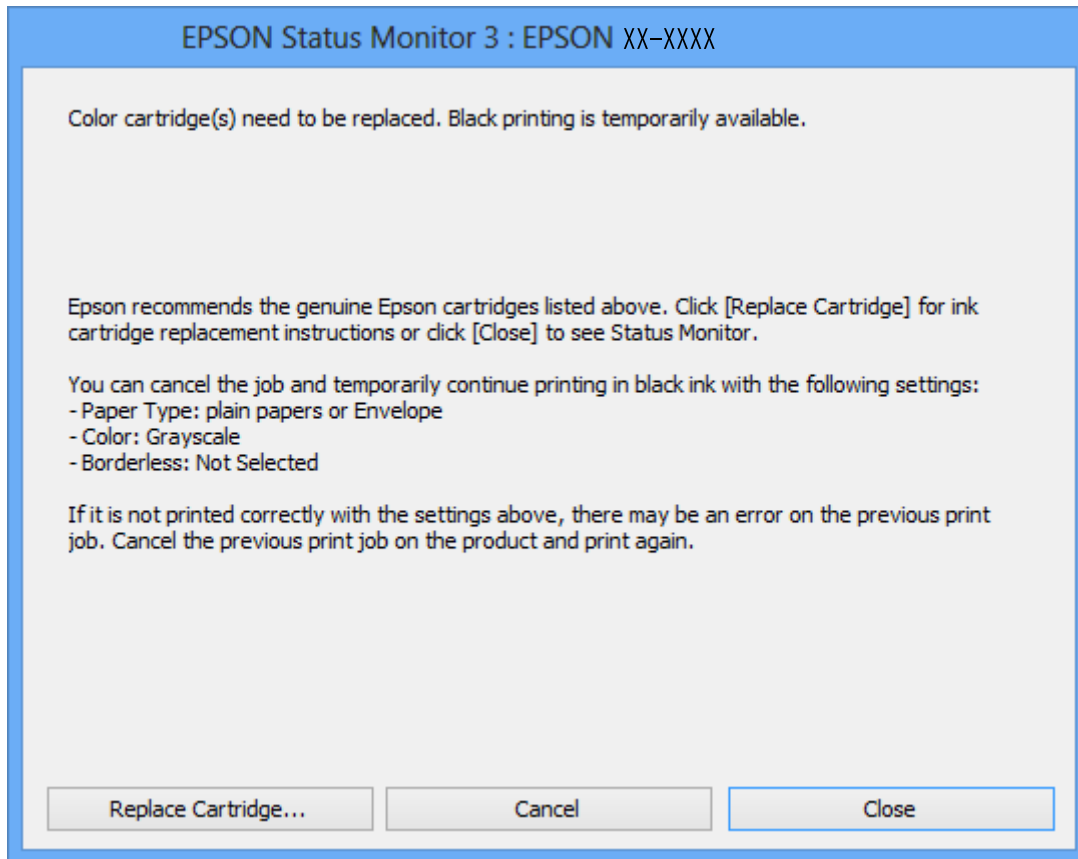 EPSON Status Monitor 3 : EPSON XX-XXXX
Color cartridge(s) need to be replaced. Black printing is temporarily available.
Epson recommends the genuine Epson cartridges listed above. Click [Replace Cartridge] for ink
cartridge replacement instructions or click [Close] to see Status Monitor.
You can cancel the job and temporarily continue printing in black ink with the following settings:
- Paper Type: plain papers or Envelope
- Color: Grayscale
- Borderless: Not Selected
If it is not printed correctly with the settings above, there may be an error on the previous print
job. Cancel the previous print job on the product and print again.
Replace Cartridge... Cancel Close